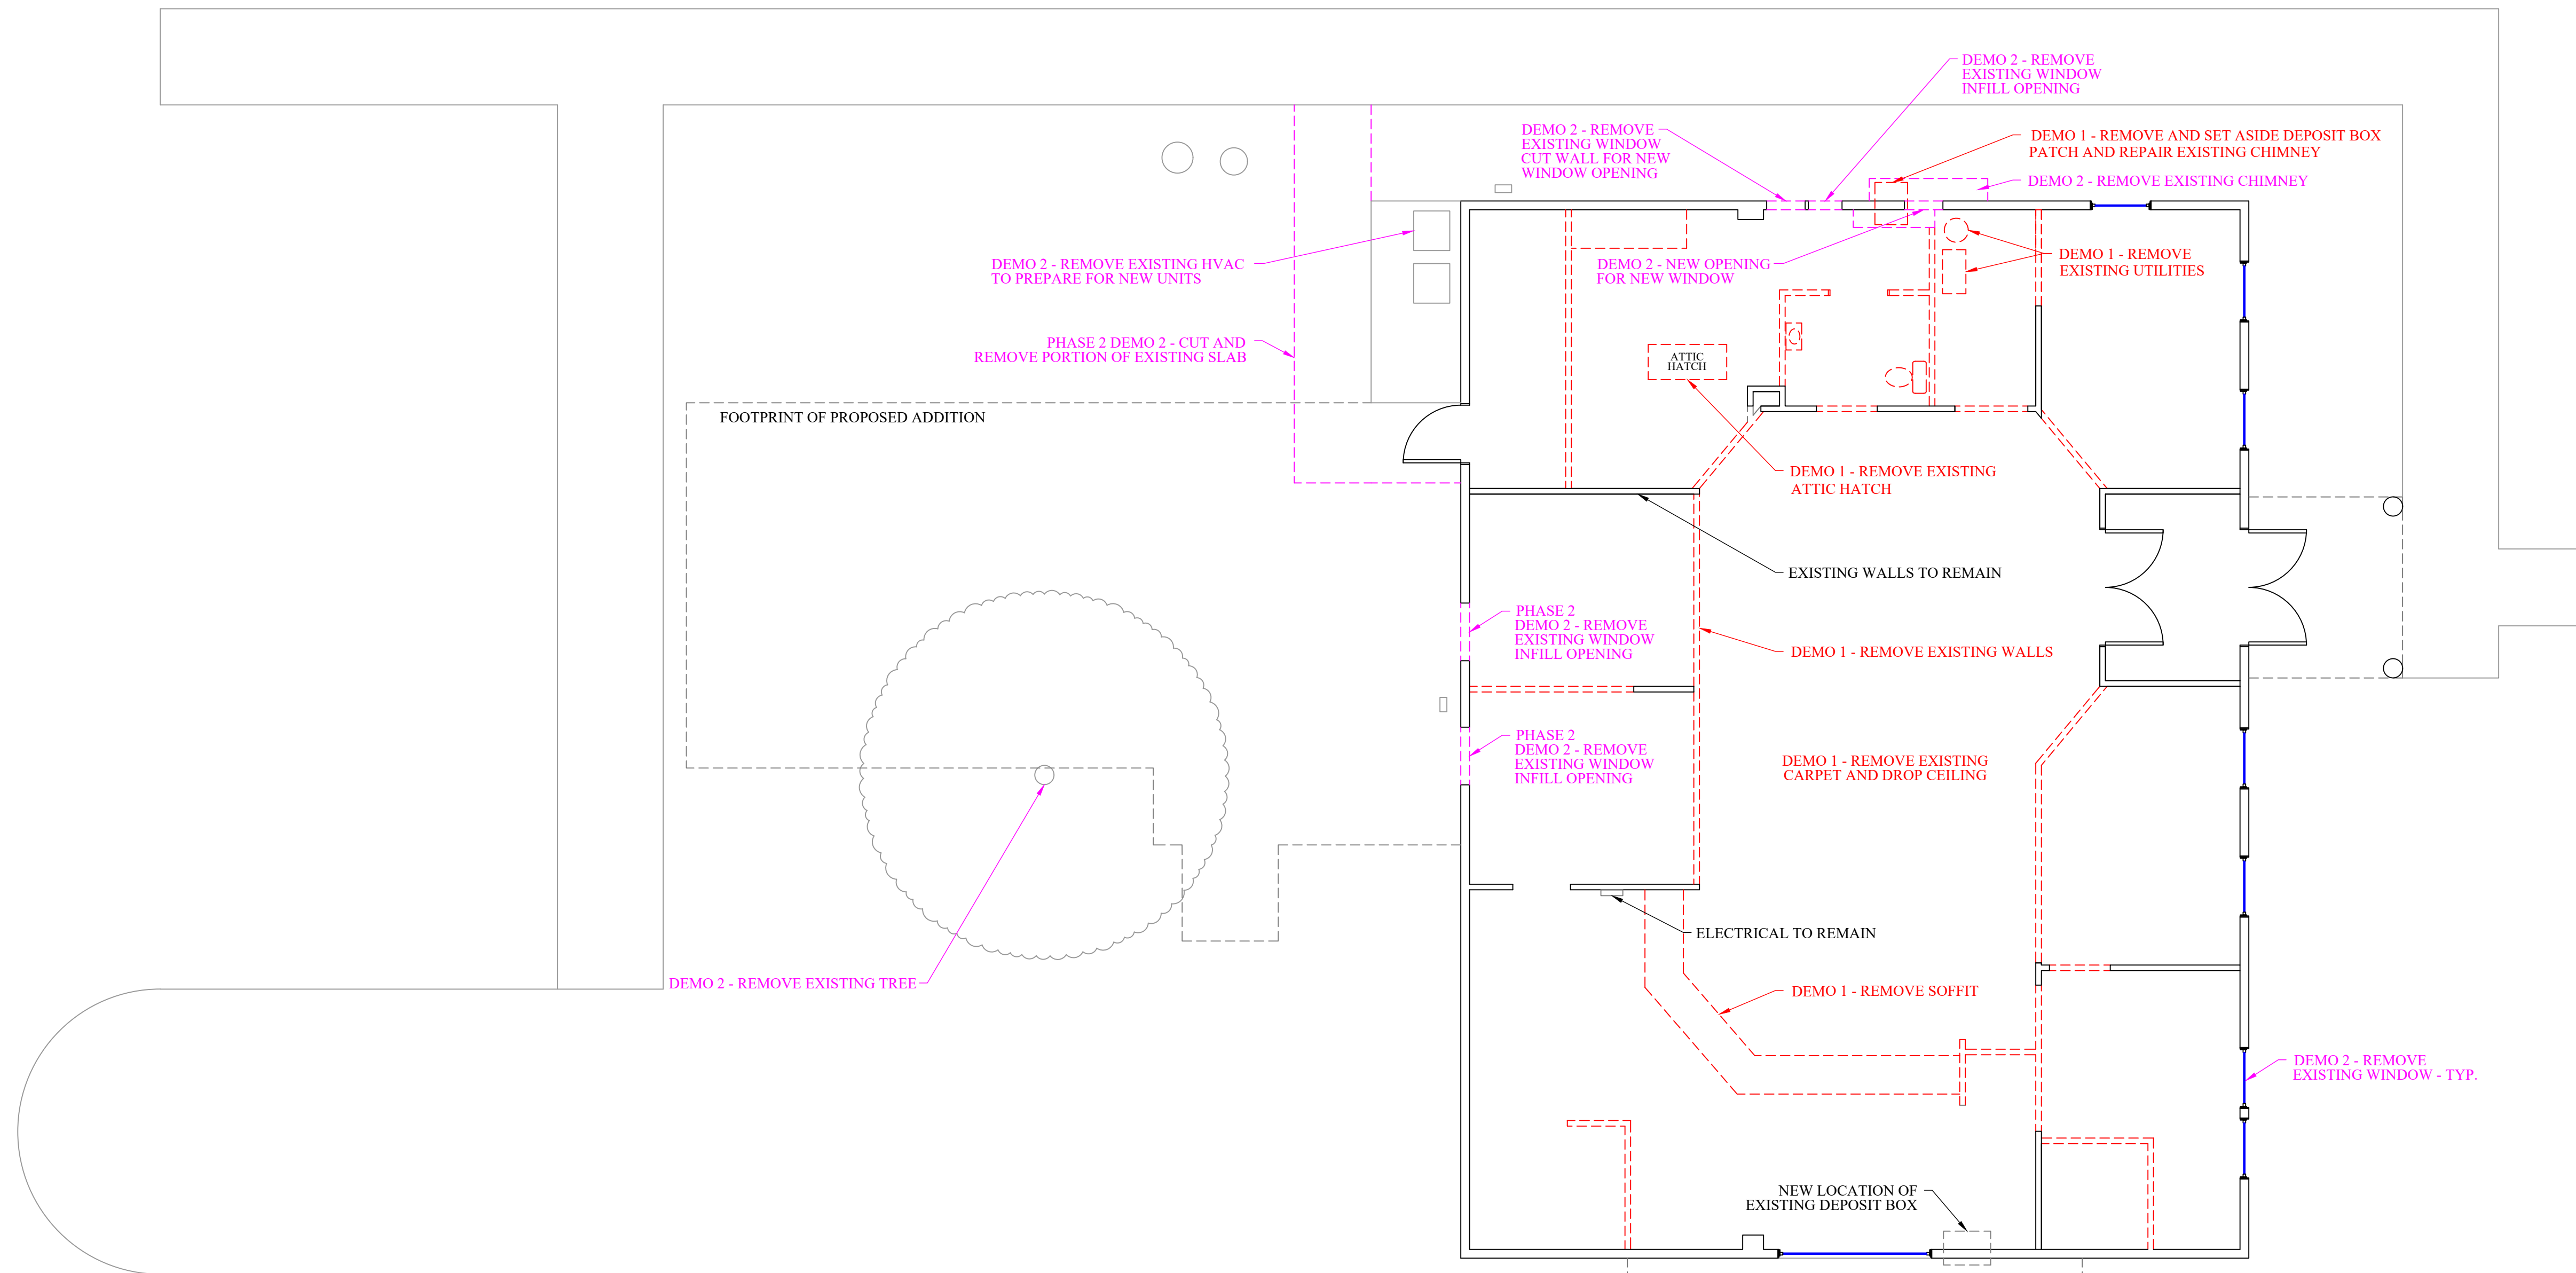 DEMO 2 - REMOVE
EXISTING WINDOW
INFILL OPENING
DEMO 2 - REMOVE
EXISTING WINDOW
CUT WALL FOR NEW
WINDOW OPENING
DEMO 1 - REMOVE AND SET ASIDE DEPOSIT BOX
PATCH AND REPAIR EXISTING CHIMNEY
DEMO 2 - REMOVE EXISTING CHIMNEY
DEMO 2 - REMOVE EXISTING HVAC
TO PREPARE FOR NEW UNITS
DEMO 2 - NEW OPENING
FOR NEW WINDOW
DEMO 1 - REMOVE
EXISTING UTILITIES
PHASE 2 DEMO 2 - CUT AND
REMOVE PORTION OF EXISTING SLAB
ATTIC
HATCH
FOOTPRINT OF PROPOSED ADDITION
DEMO 1 - REMOVE EXISTING
ATTIC HATCH
EXISTING WALLS TO REMAIN
PHASE 2
DEMO 2 - REMOVE
EXISTING WINDOW
INFILL OPENING
DEMO 1 - REMOVE EXISTING WALLS
PHASE 2
DEMO 2 - REMOVE
EXISTING WINDOW
INFILL OPENING
DEMO 1 - REMOVE EXISTING
CARPET AND DROP CEILING
ELECTRICAL TO REMAIN
DEMO 2 - REMOVE EXISTING TREE
DEMO 1 - REMOVE SOFFIT
DEMO 2 - REMOVE
EXISTING WINDOW - TYP.
NEW LOCATION OF
EXISTING DEPOSIT BOX